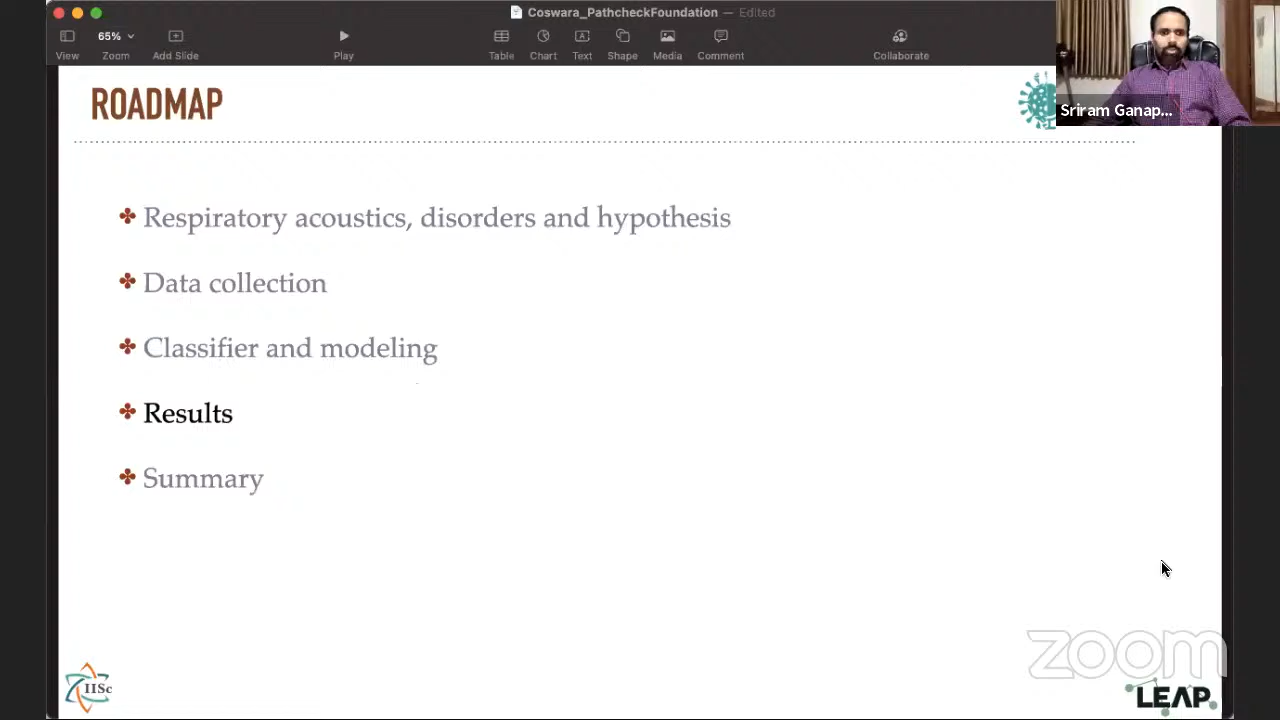 Coswara_PathcheckFoundation — Edited
65%
View Zoom Add Slide Play Table Chart Text Shape Media Comment Collaborate
Sriram Ganap...
ROADMAP
Respiratory acoustics, disorders and hypothesis
Data collection
Classifier and modeling
Results
Summary
zoom
IISc
LEAP